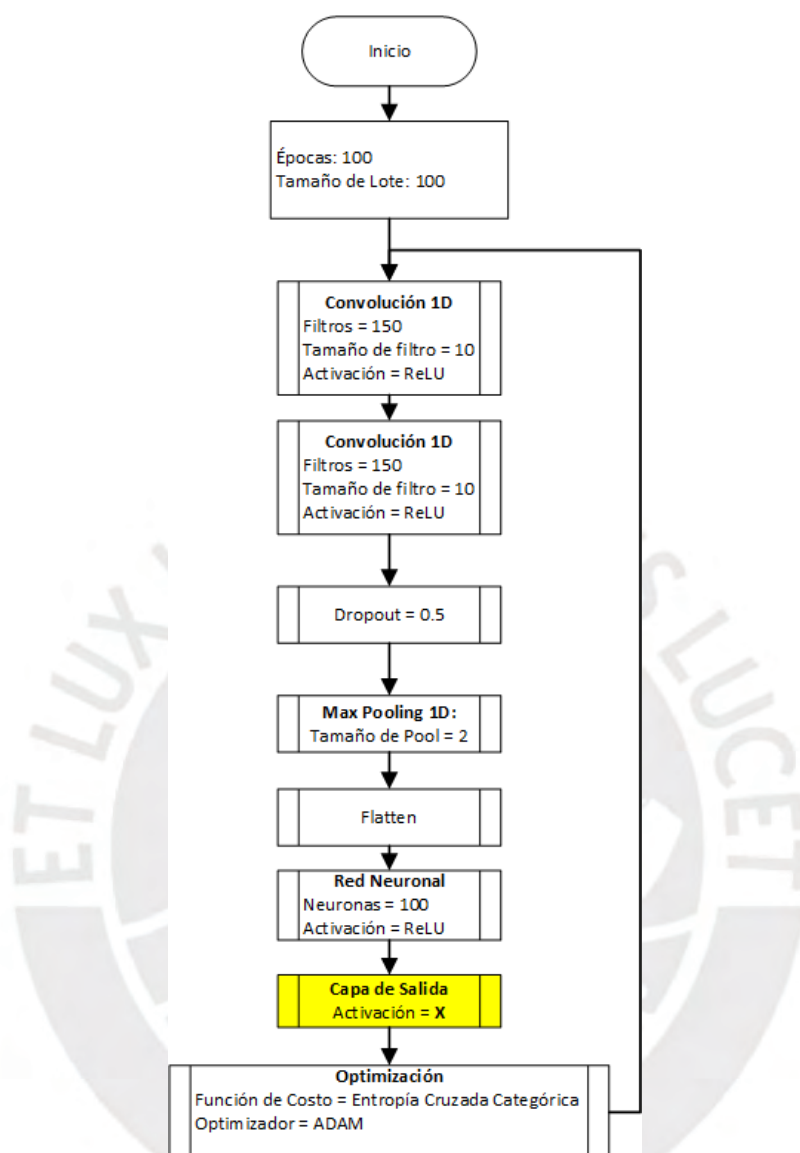 Inicio
Épocas: 100
Tamaño de Lote: 100
Convolución 1D
Filtros = 150
Tamaño de filtro = 10
Activación = ReLU
Convolución 1D
Filtros = 150
Tamaño de filtro = 10
Activación = ReLU
Dropout = 0.5
Max Pooling 1D:
Tamaño de Pool = 2
Flatten
Red Neuronal
Neuronas = 100
Activación = ReLU
Capa de Salida
Activación = X
Optimización
Función de Costo = Entropía Cruzada Categórica
Optimizador = ADAM
ET LUX
LUCET